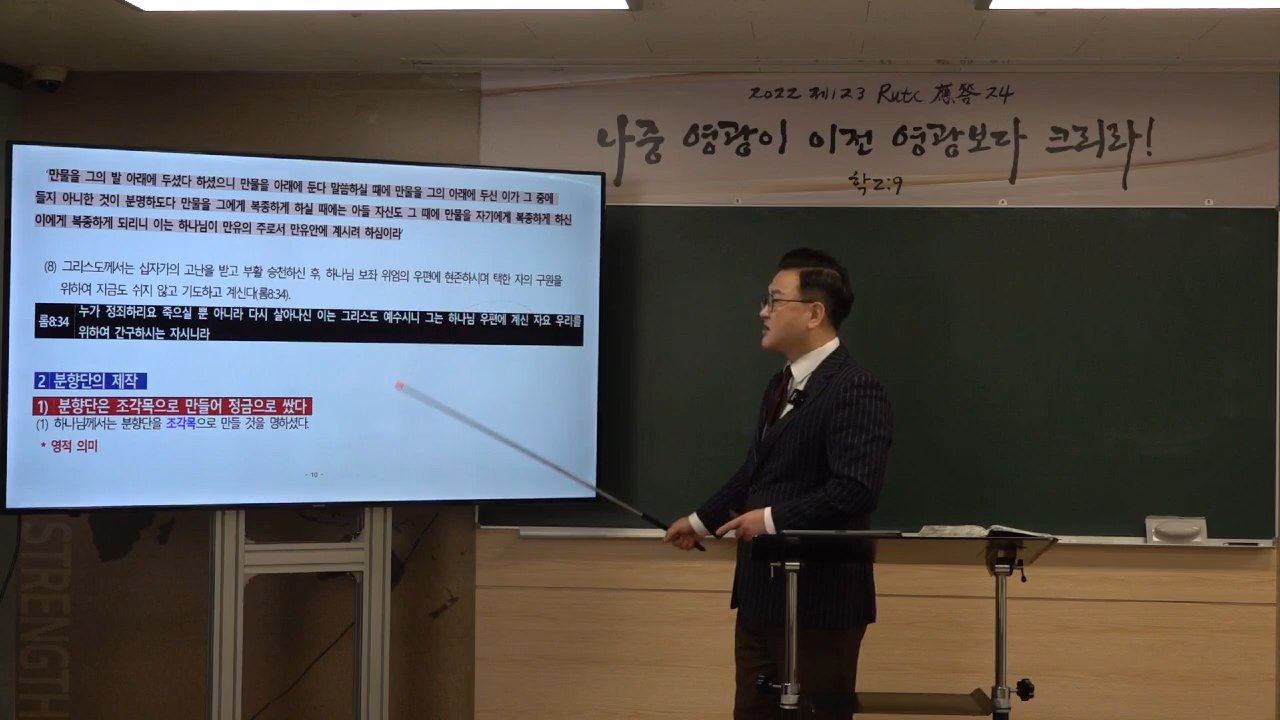 2022 제123 Rutc 應答 24
나중 영광이 이전 영광보다 크리라!
학2:9
'만물을 그의 발 아래에 두셨다 하셨으니 만물을 아래에 둔다 말씀하실 때에 만물을 그의 아래에 두신 이가 그 중에
들지 아니한 것이 분명하도다 만물을 그에게 복종하게 하실 때에는 아들 자신도 그 때에 만물을 자기에게 복종하게 하신
이에게 복종하게 되리니 이는 하나님이 만유의 주로서 만유안에 계시려 하심이라'
(8) 그리스도께서는 십자가의 고난을 받고 부활 승천하신 후, 하나님 보좌 위엄의 우편에 현존하시며 택한 자의 구원을
위하여 지금도 쉬지 않고 기도하고 계신다(롬8:34).
롬8:34 누가 정죄하리요 죽으실 뿐 아니라 다시 살아나신 이는 그리스도 예수시니 그는 하나님 우편에 계신 자요 우리를
위하여 간구하시는 자시니라
2 분향단의 제작
1) 분향단은 조각목으로 만들어 정금으로 쌌다
(1) 하나님께서는 분향단을 조각목으로 만들 것을 명하셨다.
* 영적 의미
- 10 -
STRENGTH